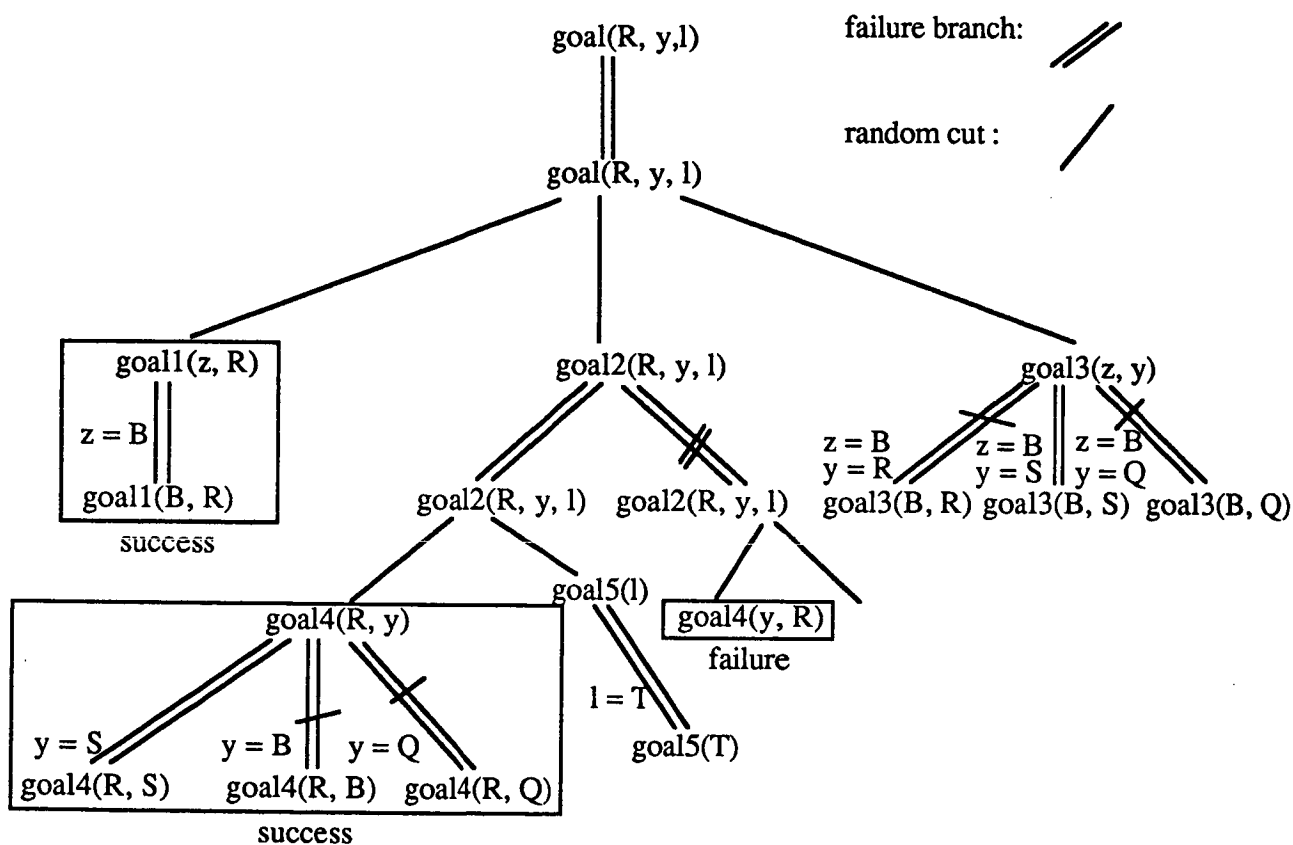 goal(R, y,l)
failure branch:
random cut :
goal(R, y, l)
goal1(z, R)
goal2(R, y, l)
goal3(z, y)
z = B
z = B
y = R
z = B
y = S
z = B
y = Q
goal1(B, R)
goal2(R, y, l)
goal2(R, y, l)
goal3(B, R)
goal3(B, S)
goal3(B, Q)
success
goal4(R, y)
goal5(l)
goal4(y, R)
failure
l = T
y = S
y = B
y = Q
goal5(T)
goal4(R, S)
goal4(R, B)
goal4(R, Q)
success